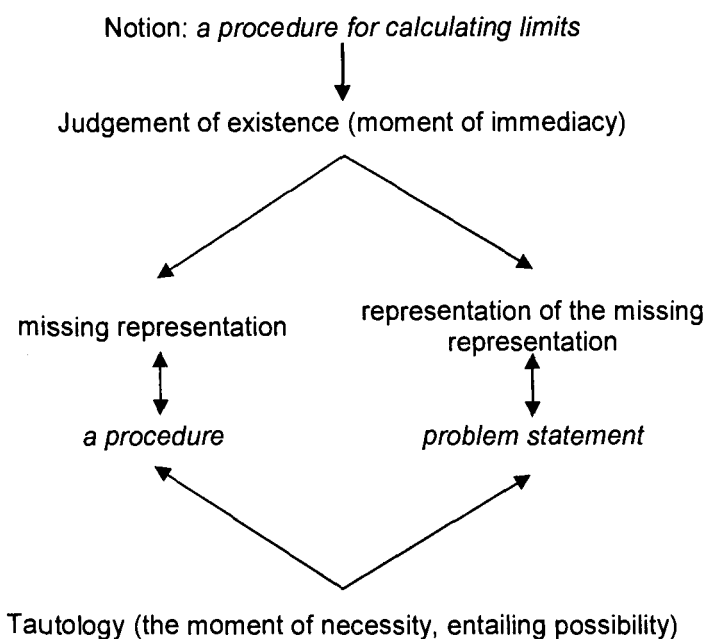 Notion: a procedure for calculating limits
Judgement of existence (moment of immediacy)
missing representation
representation of the missing
representation
a procedure
problem statement
Tautology (the moment of necessity, entailing possibility)